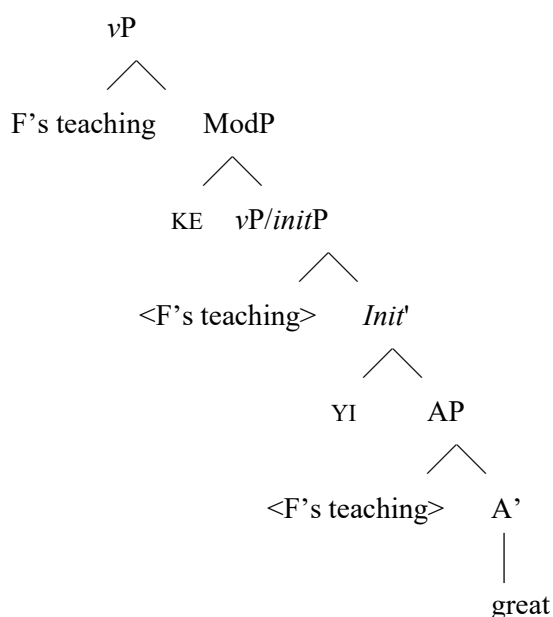 vP
F’s teaching ModP
KE vP/initP
<F’s teaching> Init'
YI AP
<F’s teaching> A’
great